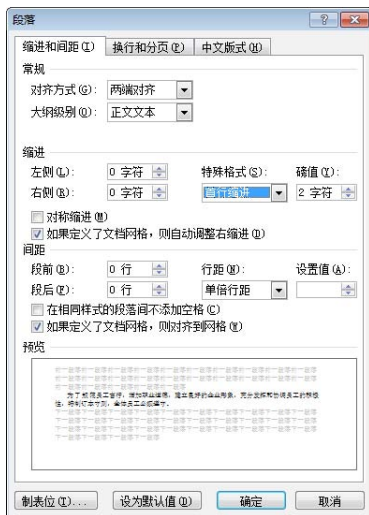 段落
缩进和间距(I) 换行和分页(P) 中文版式(H)
常规
对齐方式(G): 两端对齐
大纲级别(O): 正文文本
缩进
左侧(L): 0 字符 特殊格式(S): 磅值(Y):
右侧(R): 0 字符 首行缩进 2 字符
对称缩进(M)
如果定义了文档网格，则自动调整右缩进(D)
间距
段前(B): 0 行 行距(N): 设置值(A):
段后(F): 0 行 单倍行距
在相同样式的段落间不添加空格(C)
如果定义了文档网格，则对齐到网格(W)
预览
制表位(T)... 设为默认值(D) 确定 取消